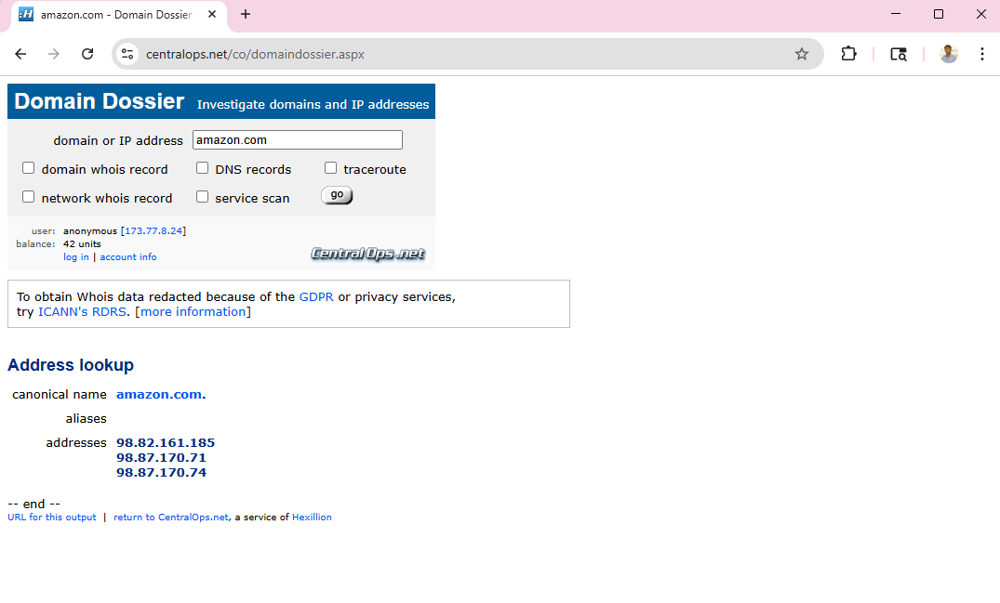 amazon.com - Domain Dossier
centralops.net/co/domaindossier.aspx
Domain Dossier Investigate domains and IP addresses
domain or IP address amazon.com
domain whois record DNS records traceroute
network whois record service scan go
user: anonymous [173.77.8.24]
balance: 42 units
log in | account info
CentralOps.net
To obtain Whois data redacted because of the GDPR or privacy services,
try ICANN's RDRS. [more information]
Address lookup
canonical name amazon.com.
aliases
addresses 98.82.161.185
98.87.170.71
98.87.170.74
-- end --
URL for this output | return to CentralOps.net, a service of Hexillion